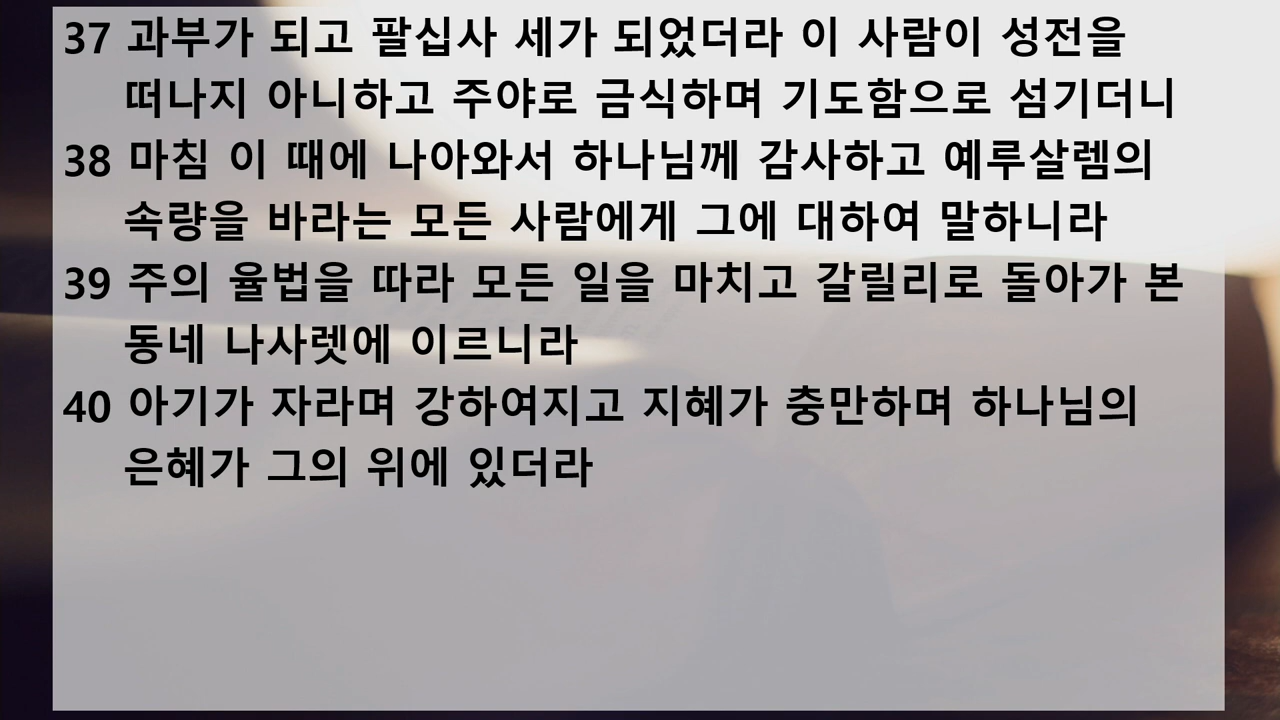 37 과부가 되고 팔십사 세가 되었더라 이 사람이 성전을
떠나지 아니하고 주야로 금식하며 기도함으로 섬기더니
38 마침 이 때에 나아와서 하나님께 감사하고 예루살렘의
속량을 바라는 모든 사람에게 그에 대하여 말하니라
39 주의 율법을 따라 모든 일을 마치고 갈릴리로 돌아가 본
동네 나사렛에 이르니라
40 아기가 자라며 강하여지고 지혜가 충만하며 하나님의
은혜가 그의 위에 있더라